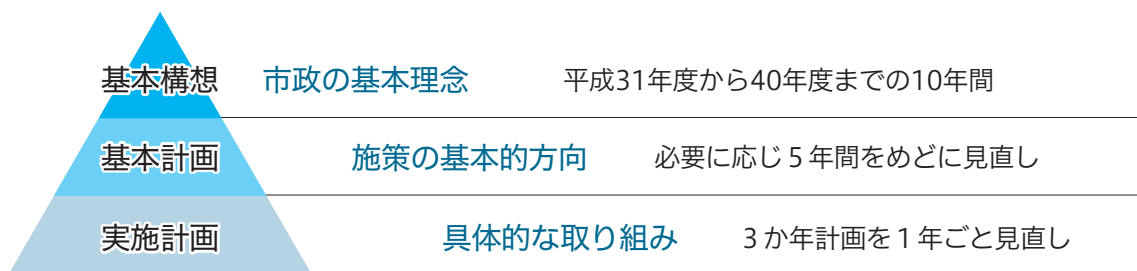 基本構想 市政の基本理念 平成31年度から40年度までの10年間
基本計画 施策の基本的方向 必要に応じ５年間をめどに見直し
実施計画 具体的な取り組み ３か年計画を１年ごと見直し